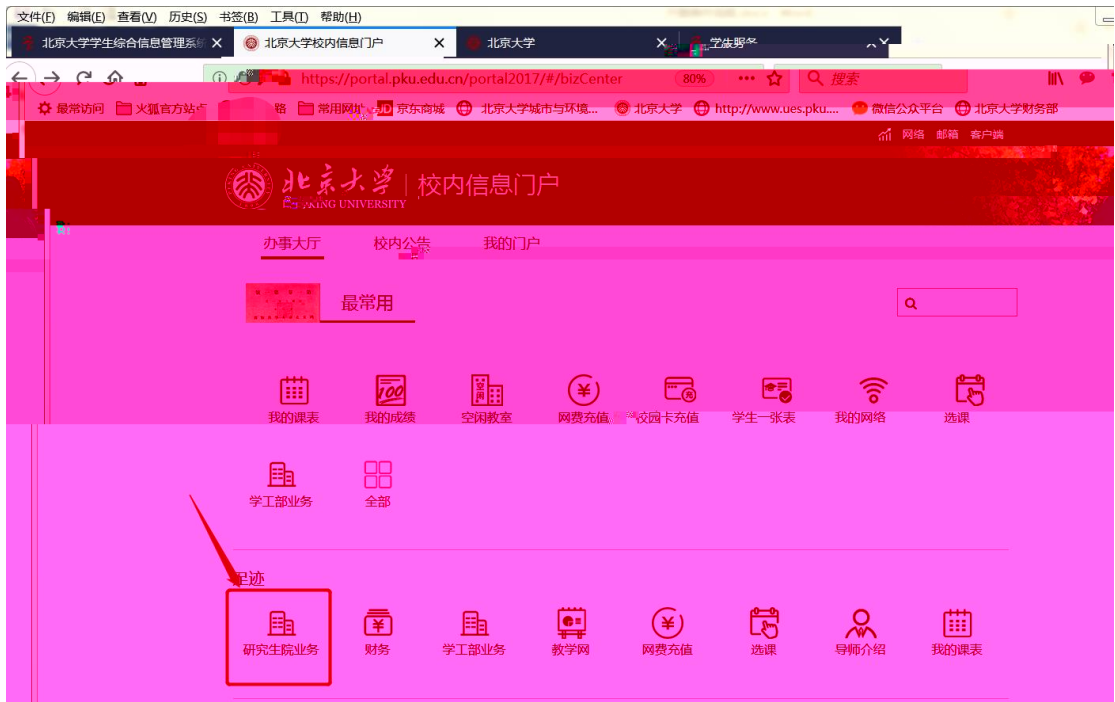 文件(F) 编辑(E) 查看(V) 历史(S) 书签(B) 工具(T) 帮助(H)
北京大学学生综合信息管理系统 北京大学校内信息门户 北京大学
https://portal.pku.edu.cn/portal2017/#/bizCenter 80% 搜索
最常访问 火狐官方站点 常用网址 JD 京东商城 北京大学城市与环境... 北京大学 http://www.ues.pku.... 微信公众平台 北京大学财务部
网络 邮箱 客户端
北京大学 校内信息门户
PEKING UNIVERSITY
办事大厅 校内公告 我的门户
最常用
我的课表 我的成绩 空闲教室 网费充值 校园卡充值 学生一张表 我的网络 选课
学工部业务 全部
足迹
研究生院业务 财务 学工部业务 教学网 网费充值 选课 导师介绍 我的课表